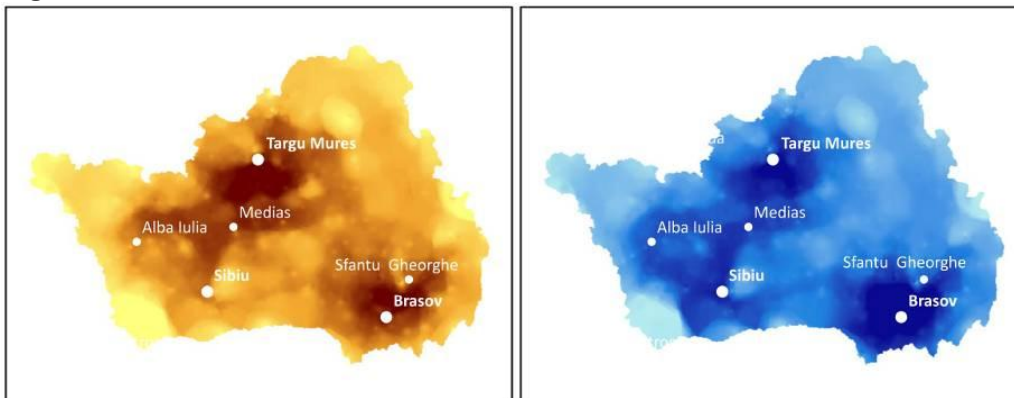 Targu Mures
Medias
Alba Iulia
Sfantu Gheorghe
Sibiu
Brasov
Targu Mures
Medias
Alba Iulia
Sfantu Gheorghe
Sibiu
Brasov